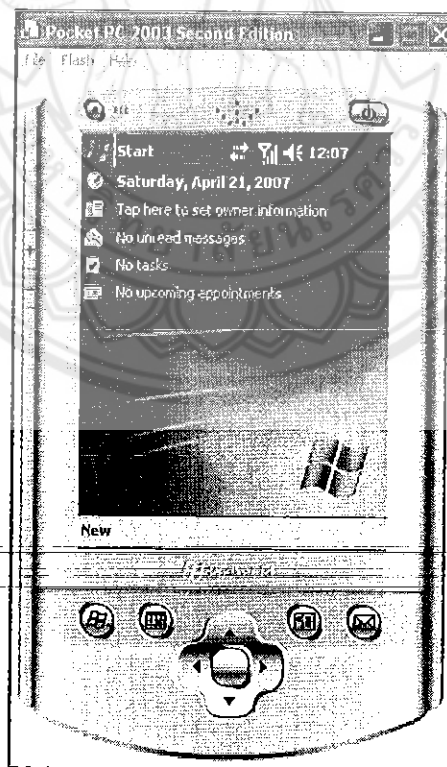 Pocket PC 2003 Second Edition
File Flash Help
Start 12:07
Saturday, April 21, 2007
Tap here to set owner information
No unread messages
No tasks
No upcoming appointments
New